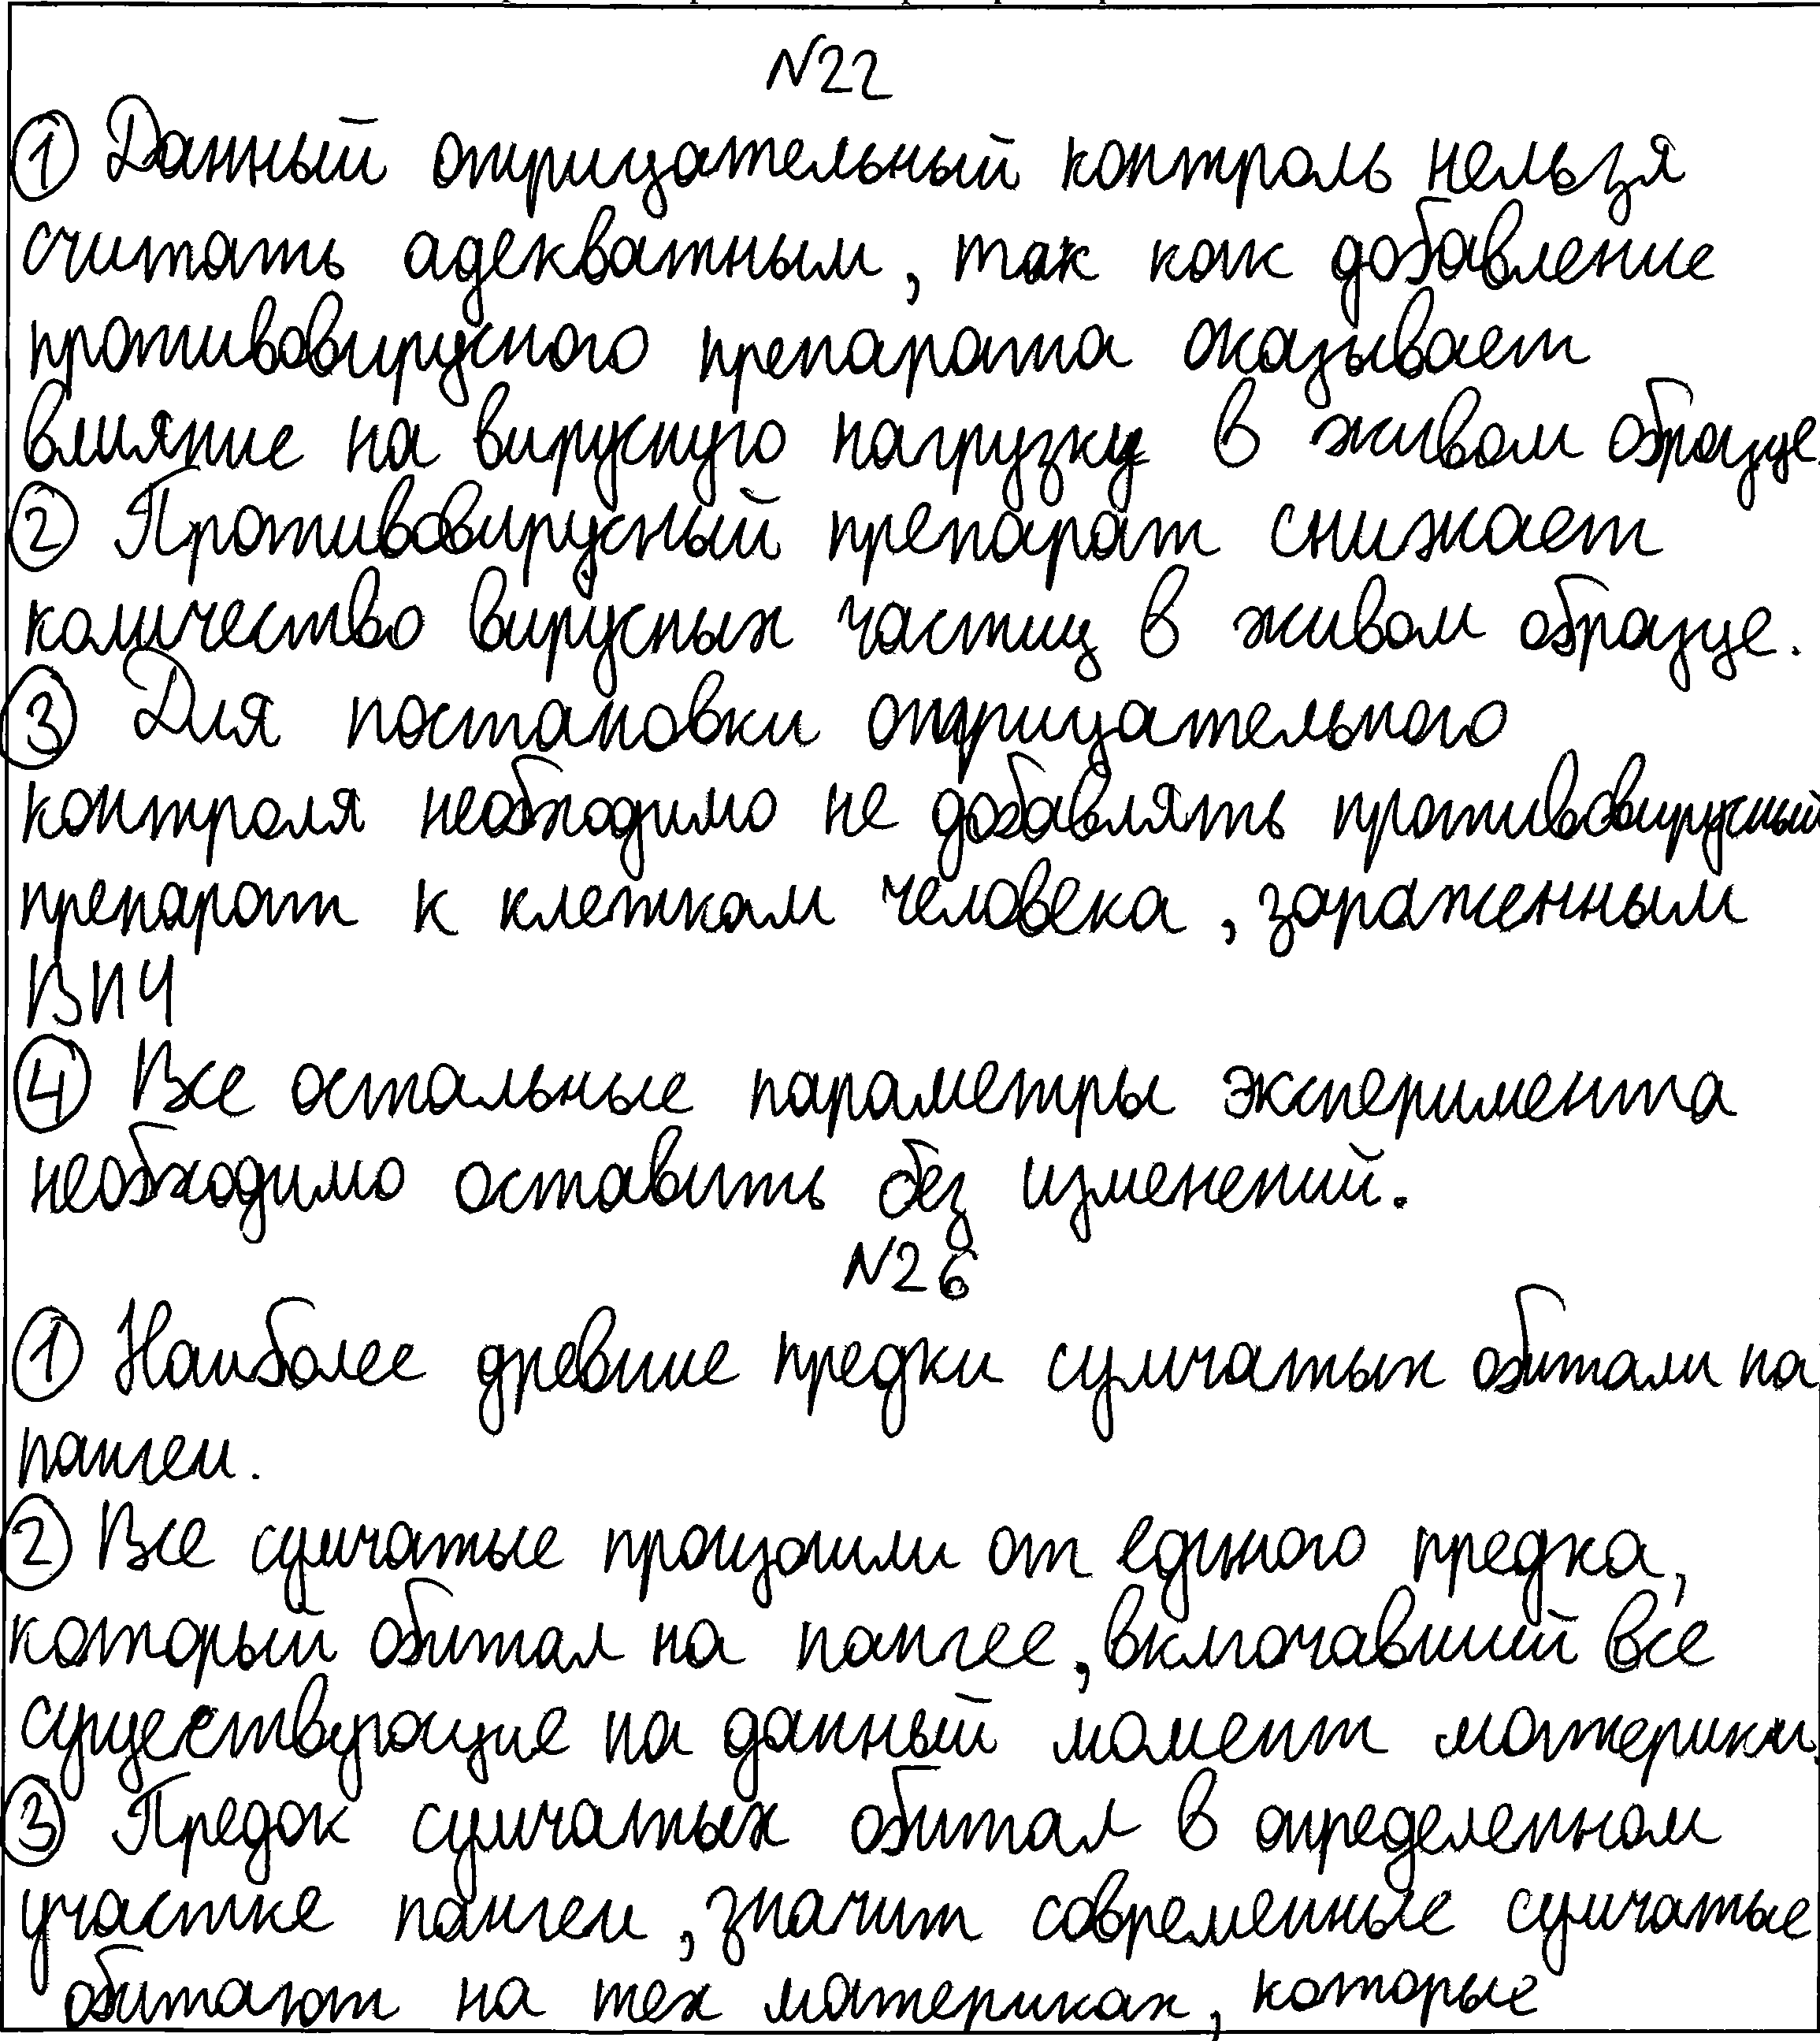 №22
① Данный отрицательный контроль нельзя
считать адекватным, так как добавление
противовирусного препарата оказывает
влияние на вирусную нагрузку в живом образце.
② Противовирусный препарат снижает
количество вирусных частиц в живом образце.
③ Для постановки отрицательного
контроля необходимо не добавлять противовирусный
препарат к клеткам человека, зараженным
ВИЧ
④ Все остальные параметры эксперимента
необходимо оставить без изменений.
№26
① Наиболее древние предки сумчатых обитали на
пангеи.
② Все сумчатые произошли от единого предка,
который обитал на пангее, включавший все
существующие на данный момент материки.
③ Предок сумчатых обитал в определенном
участке пангеи, значит современные сумчатые
обитают на тех материках, которые